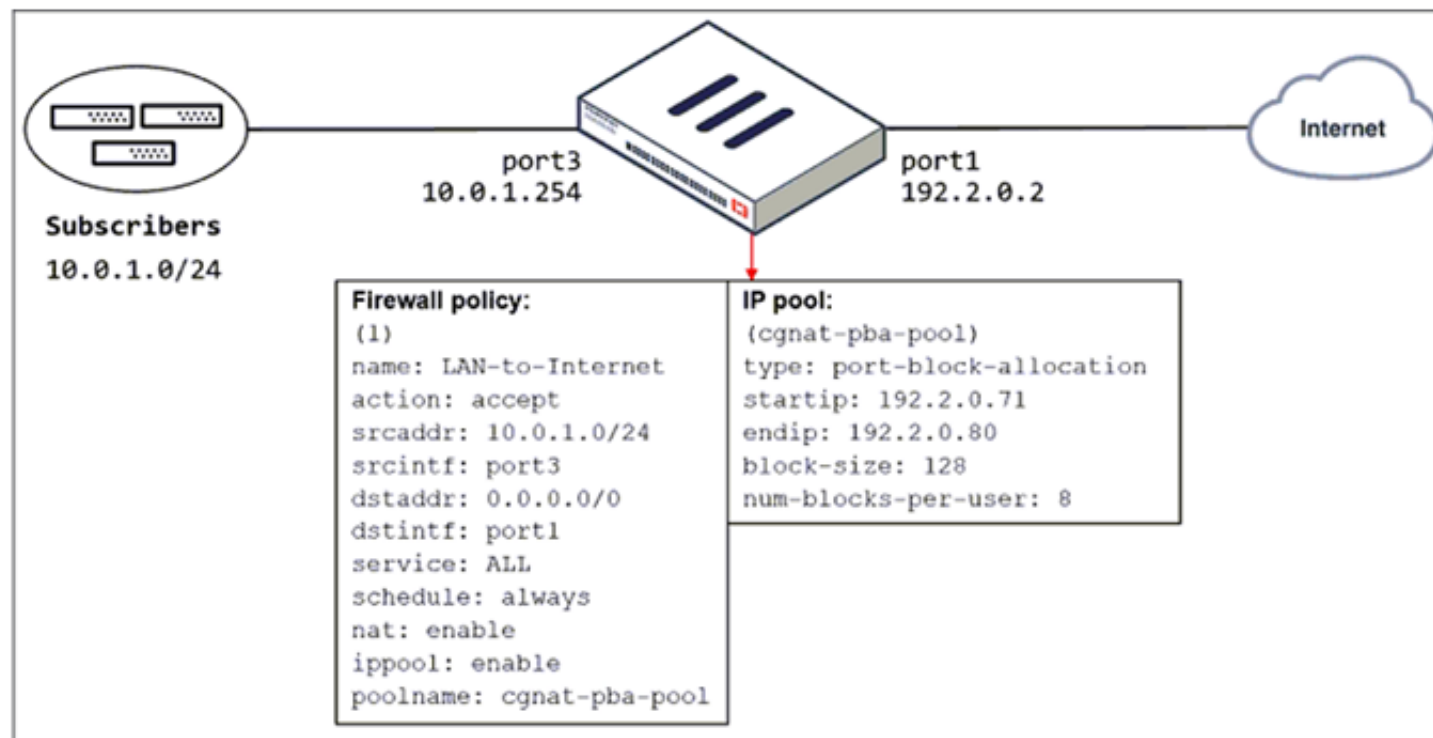 Internet
port3
10.0.1.254
port1
192.2.0.2
Subscribers
10.0.1.0/24
Firewall policy:
(1)
name: LAN-to-Internet
action: accept
srcaddr: 10.0.1.0/24
srcintf: port3
dstaddr: 0.0.0.0/0
dstintf: port1
service: ALL
schedule: always
nat: enable
ippool: enable
poolname: cgnat-pba-pool
IP pool:
(cgnat-pba-pool)
type: port-block-allocation
startip: 192.2.0.71
endip: 192.2.0.80
block-size: 128
num-blocks-per-user: 8